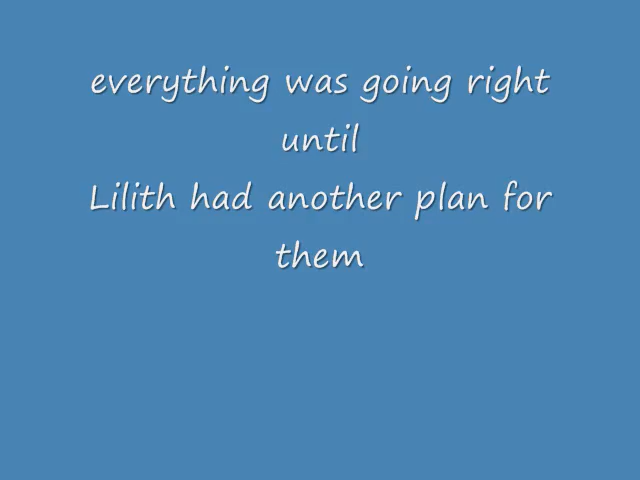 everything was going right
until
Lilith had another plan for
them